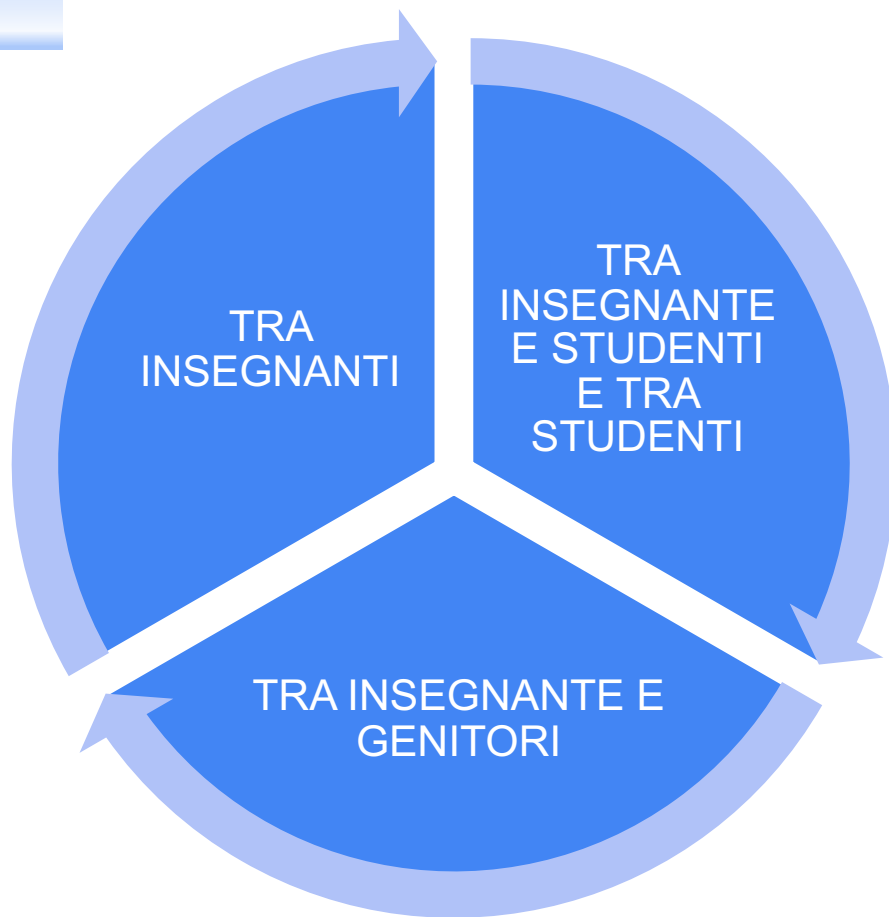 TRA
INSEGNANTI
TRA
INSEGNANTE
E STUDENTI
E TRA
STUDENTI
TRA INSEGNANTE E
GENITORI